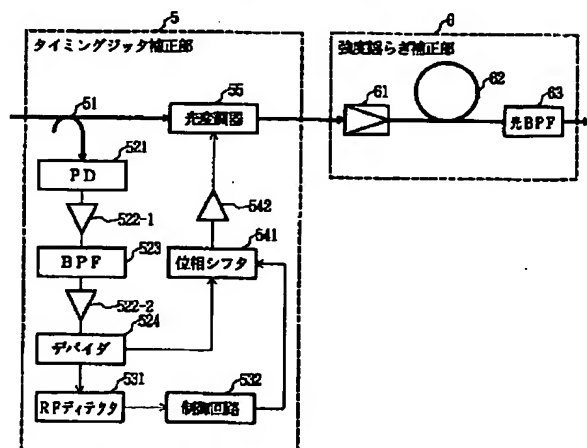 5
タイミングジッタ補正部
6
強度揺らぎ補正部
51
55
光変調器
61
62
63
光BPF
521
PD
522-1
542
BPF
523
541
位相シフタ
522-2
524
デバイダ
531
RFディテクタ
532
制御回路